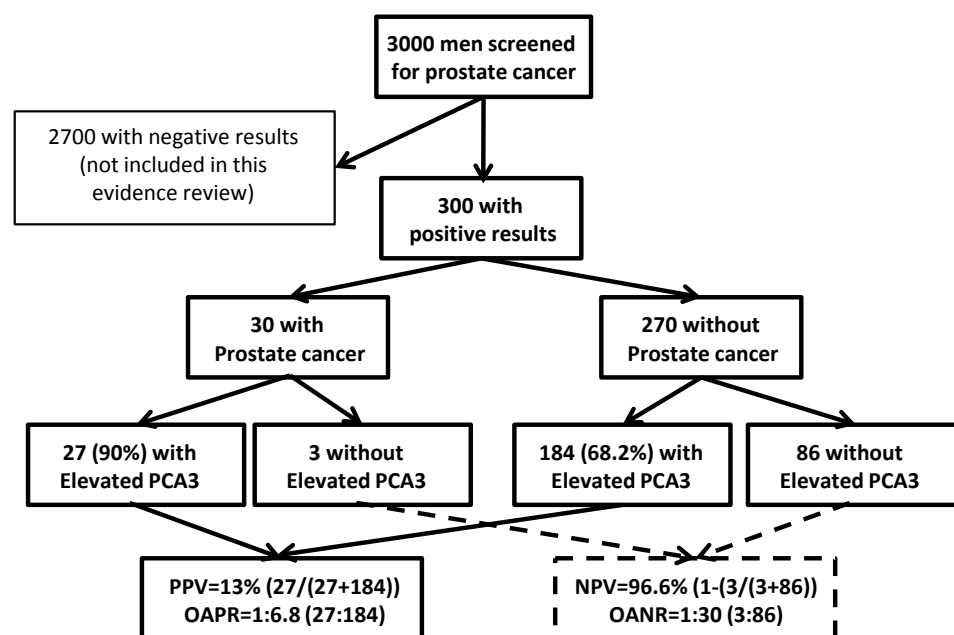 3000 men screened
for prostate cancer
2700 with negative results
(not included in this
evidence review)
300 with
positive results
30 with
Prostate cancer
270 without
Prostate cancer
27 (90%) with
Elevated PCA3
3 without
Elevated PCA3
184 (68.2%) with
Elevated PCA3
86 without
Elevated PCA3
PPV=13% (27/(27+184))
OAPR=1:6.8 (27:184)
NPV=96.6% (1-(3/(3+86))
OANR=1:30 (3:86)